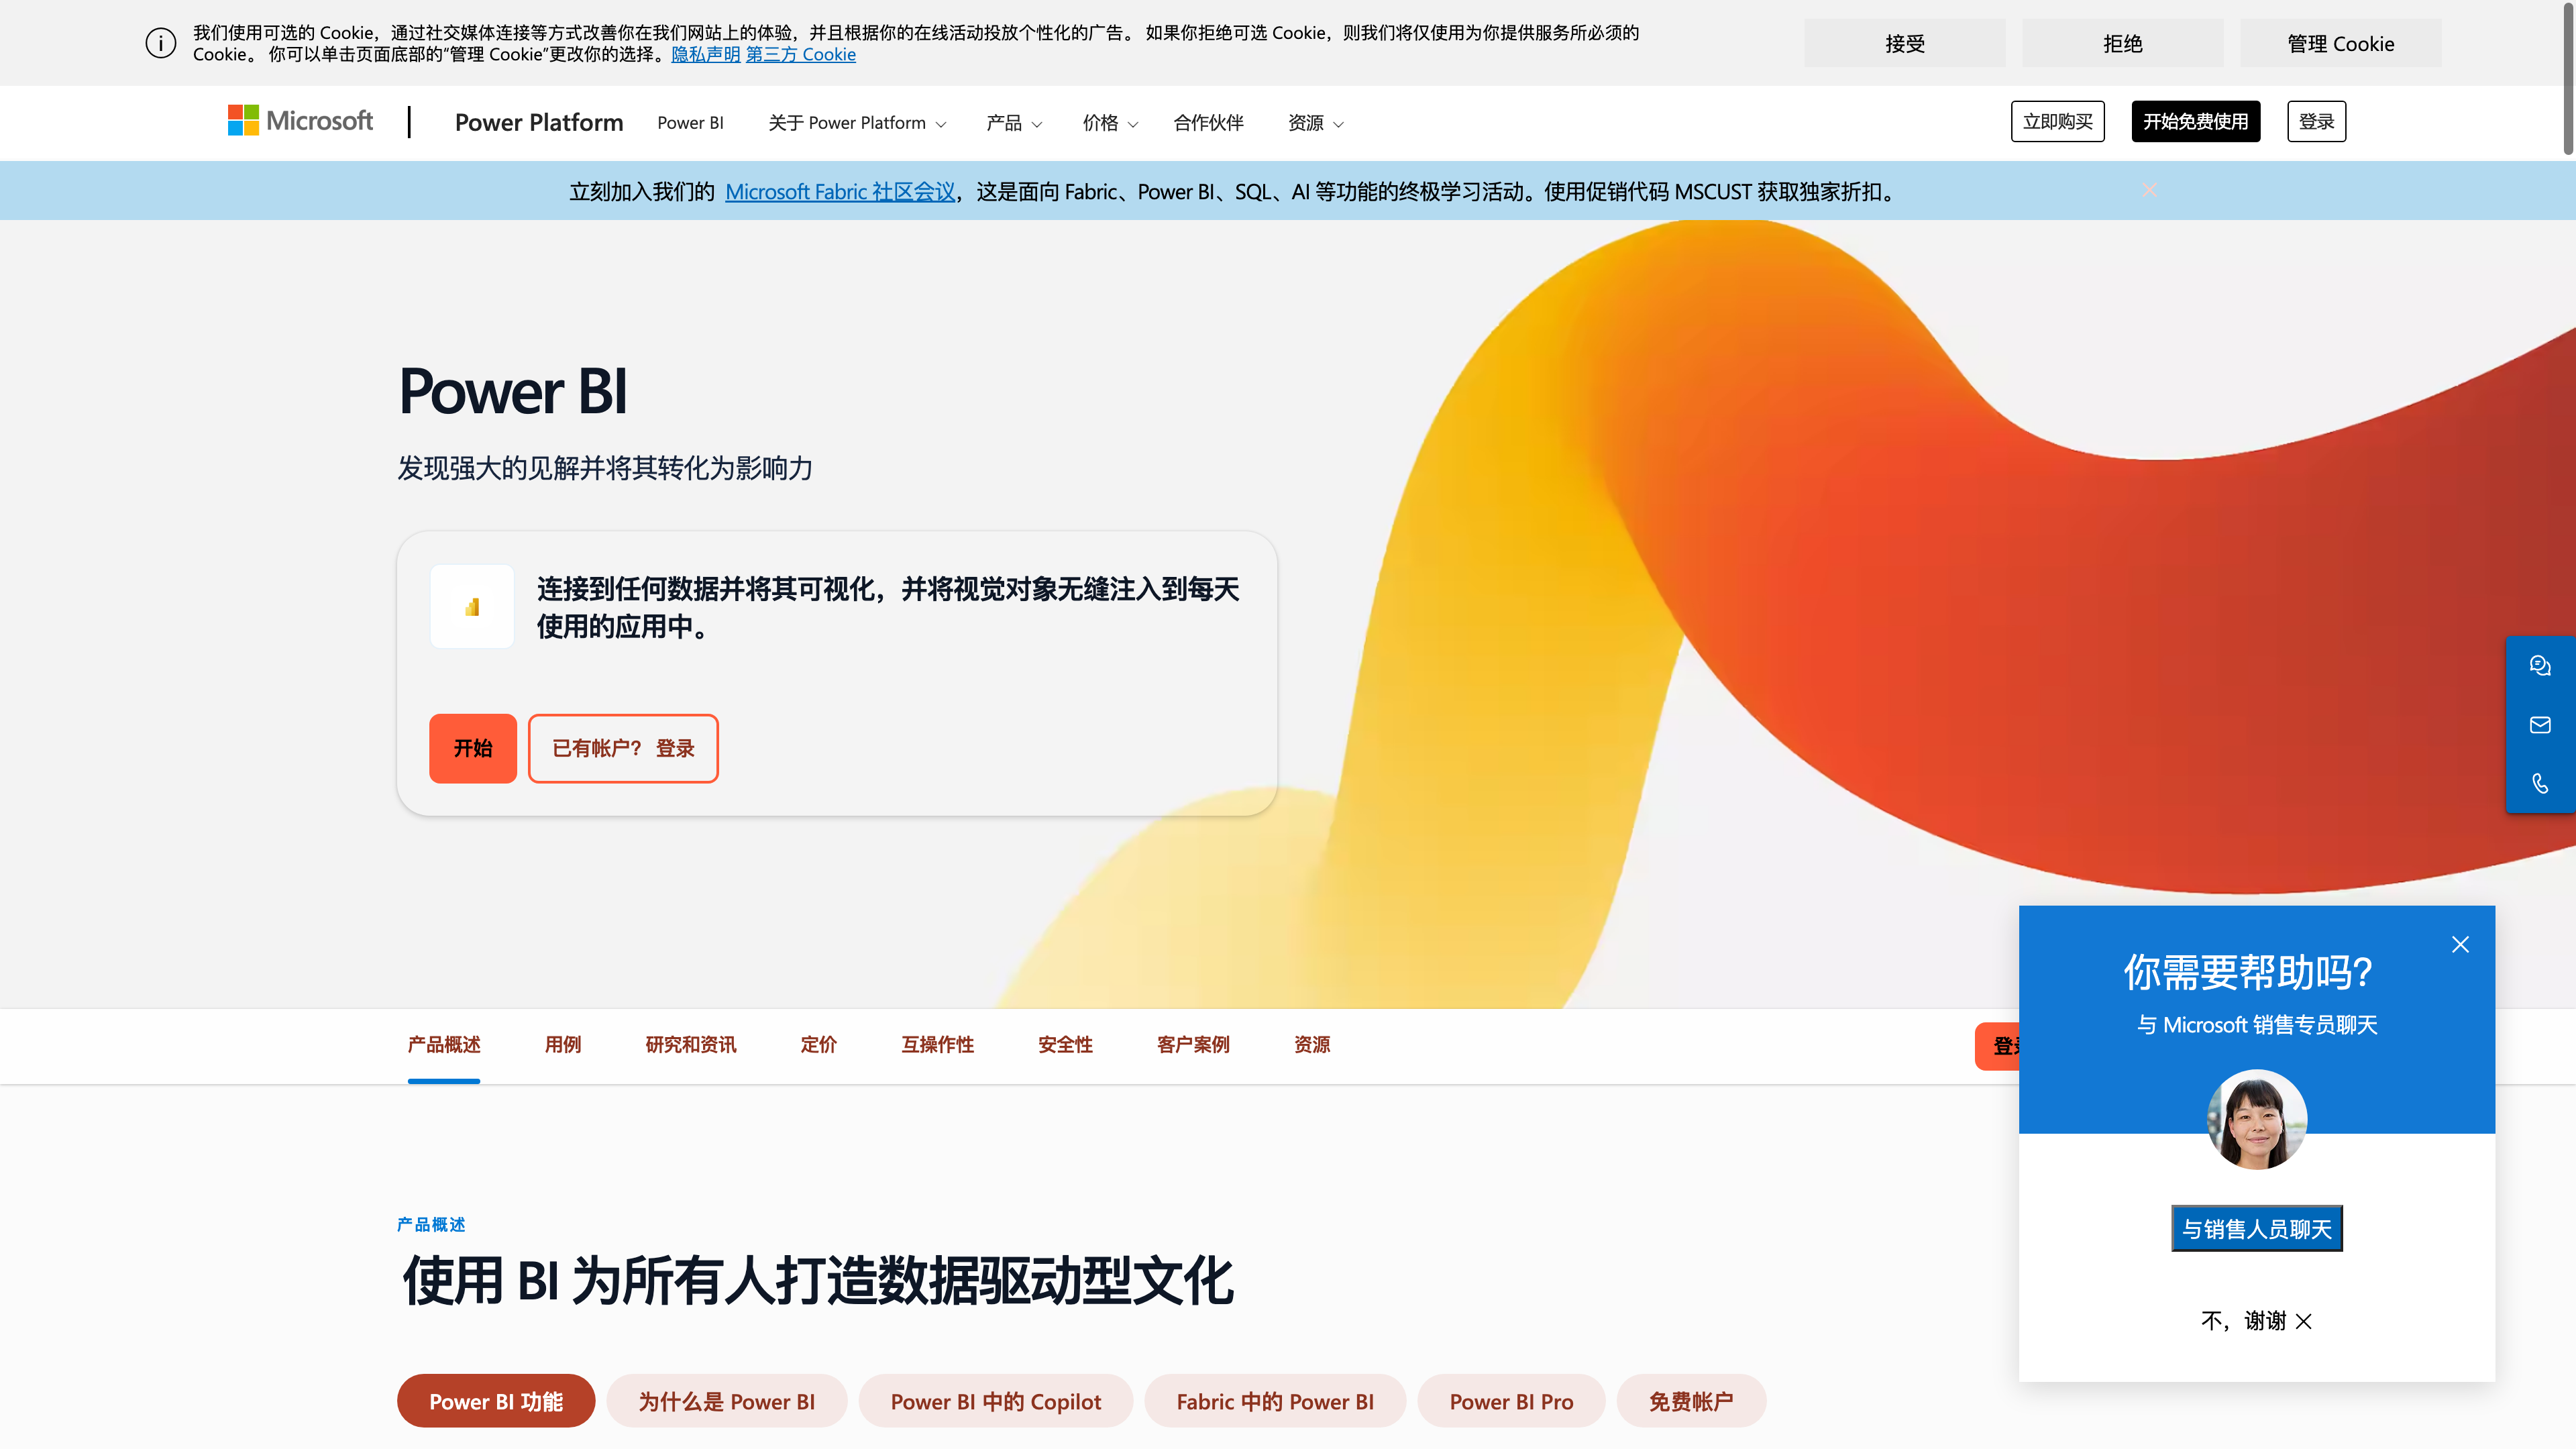 我们使用可选的 Cookie，通过社交媒体连接等方式改善你在我们网站上的体验，并且根据你的在线活动投放个性化的广告。 如果你拒绝可选 Cookie，则我们将仅使用为你提供服务所必须的
Cookie。 你可以单击页面底部的“管理 Cookie”更改你的选择。隐私声明 第三方 Cookie
接受
拒绝
管理 Cookie
Microsoft
Power Platform
Power BI
关于 Power Platform
产品
价格
合作伙伴
资源
立即购买
开始免费使用
登录
立刻加入我们的 Microsoft Fabric 社区会议，这是面向 Fabric、Power BI、SQL、AI 等功能的终极学习活动。使用促销代码 MSCUST 获取独家折扣。
Power BI
发现强大的见解并将其转化为影响力
连接到任何数据并将其可视化，并将视觉对象无缝注入到每天
使用的应用中。
开始
已有帐户？ 登录
产品概述
用例
研究和资讯
定价
互操作性
安全性
客户案例
资源
登
你需要帮助吗?
与 Microsoft 销售专员聊天
与销售人员聊天
不，谢谢
产品概述
使用 BI 为所有人打造数据驱动型文化
Power BI 功能
为什么是 Power BI
Power BI 中的 Copilot
Fabric 中的 Power BI
Power BI Pro
免费帐户